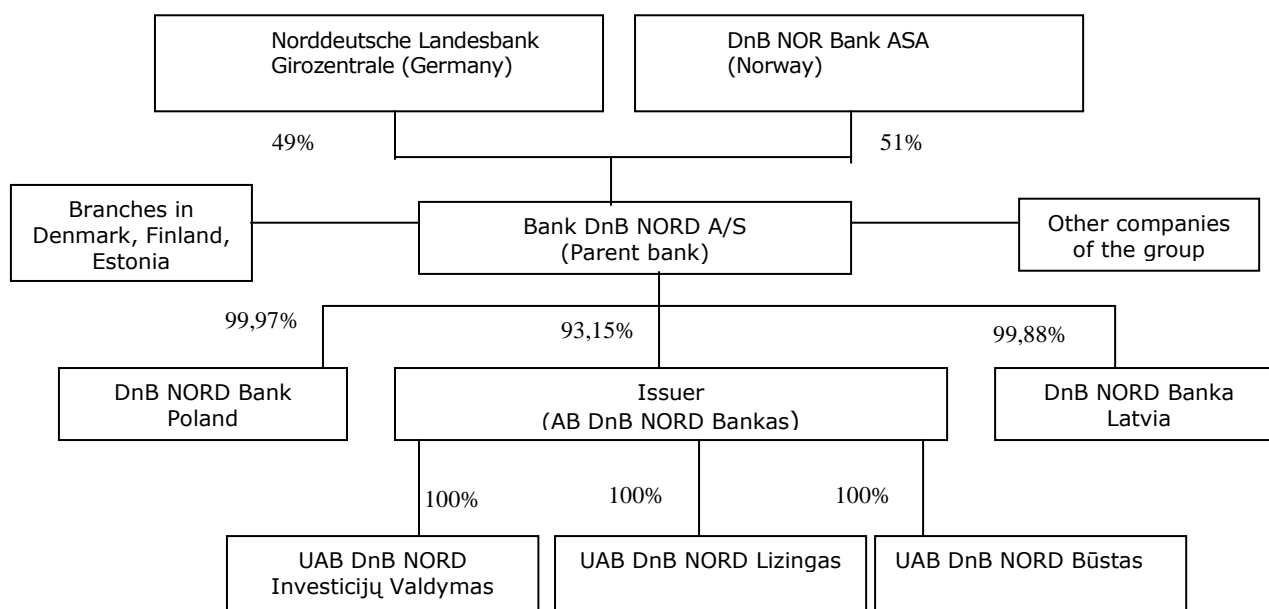 Norddeutsche Landesbank
Girozentrale (Germany)
DnB NOR Bank ASA
(Norway)
49%
51%
Branches in
Denmark, Finland,
Estonia
Bank DnB NORD A/S
(Parent bank)
Other companies
of the group
99,97%
93,15%
99,88%
DnB NORD Bank
Poland
Issuer
(AB DnB NORD Bankas)
DnB NORD Banka
Latvia
100%
100%
100%
UAB DnB NORD
Investicijų Valdymas
UAB DnB NORD Lizingas
UAB DnB NORD Būstas